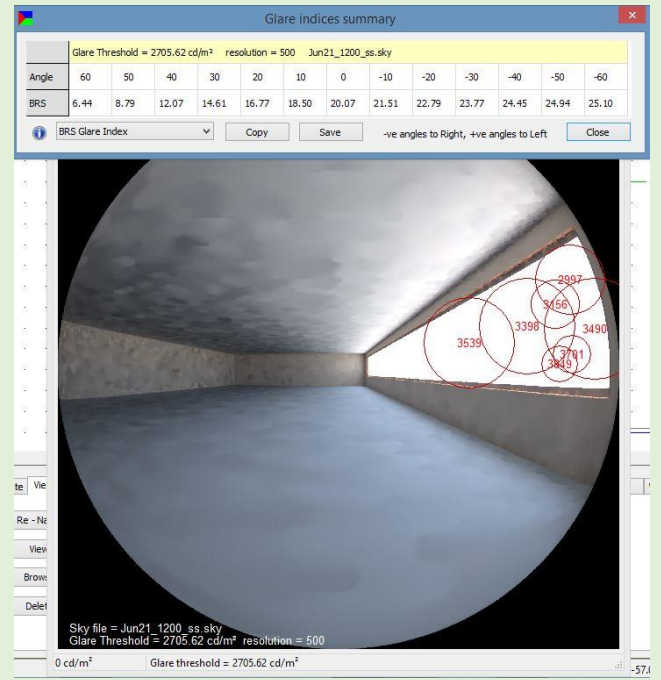 Glare indices summary
Glare Threshold = 2705.62 cd/m² resolution = 500 Jun21_1200_ss.sky
Angle 60 50 40 30 20 10 0 -10 -20 -30 -40 -50 -60
BRS 6.44 8.79 12.07 14.61 16.77 18.50 20.07 21.51 22.79 23.77 24.45 24.94 25.10
BRS Glare Index Copy Save -ve angles to Right, +ve angles to Left Close
2997
3156
3398 3490
3539
3701
3849
te Vie
Re - Na
View
Brows
Delet
Sky file = Jun21_1200_ss.sky
Glare Threshold = 2705.62 cd/m² resolution = 500
0 cd/m² Glare threshold = 2705.62 cd/m²
-57.0